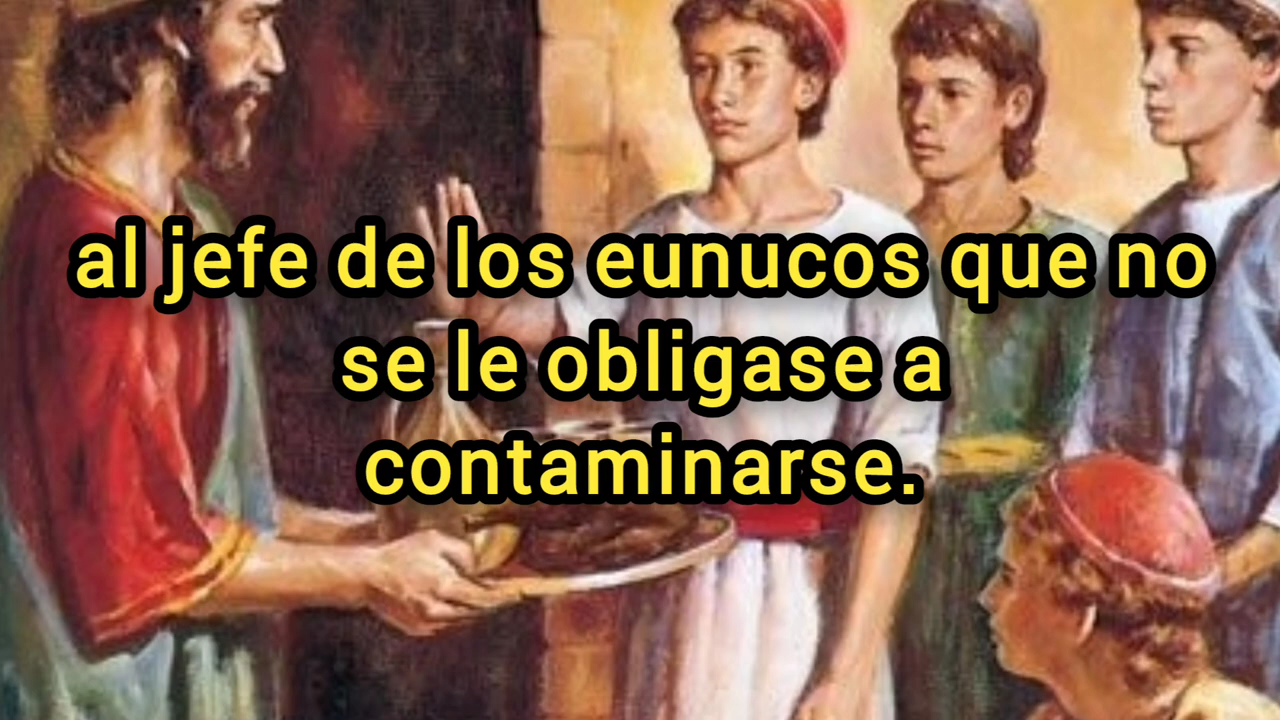 al jefe de los eunucos que no
se le obligase a
contaminarse.